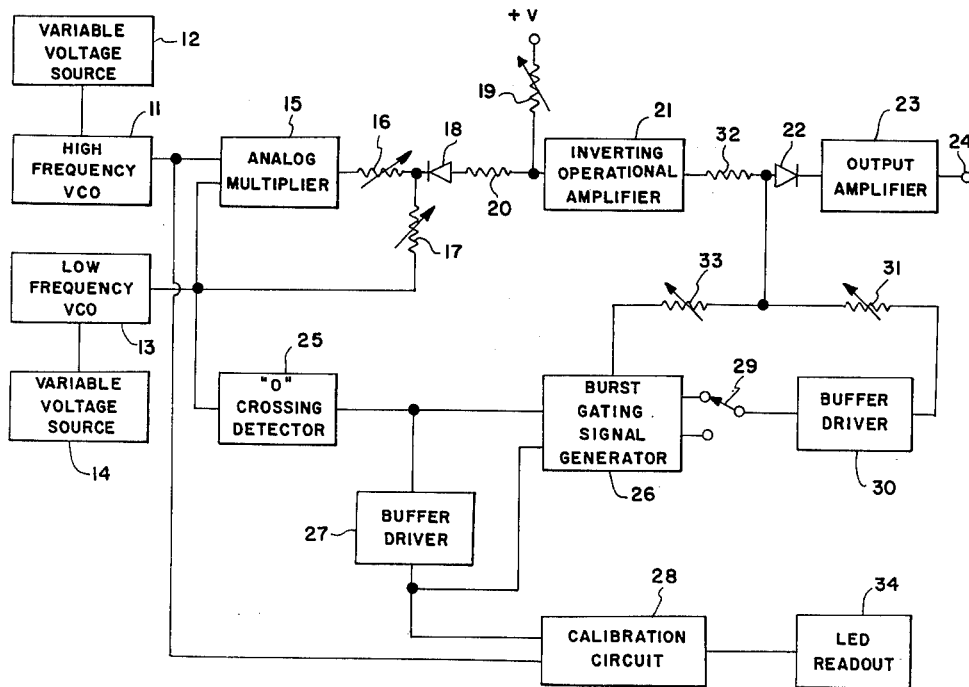 + V
VARIABLE
VOLTAGE
SOURCE
12
11
HIGH
FREQUENCY
VCO
15
ANALOG
MULTIPLIER
16
18
19
20
21
INVERTING
OPERATIONAL
AMPLIFIER
32
22
23
OUTPUT
AMPLIFIER
24
17
LOW
FREQUENCY
VCO
13
VARIABLE
VOLTAGE
SOURCE
14
25
"0"
CROSSING
DETECTOR
33
31
BURST
GATING
SIGNAL
GENERATOR
26
29
BUFFER
DRIVER
30
27
BUFFER
DRIVER
28
CALIBRATION
CIRCUIT
34
LED
READOUT